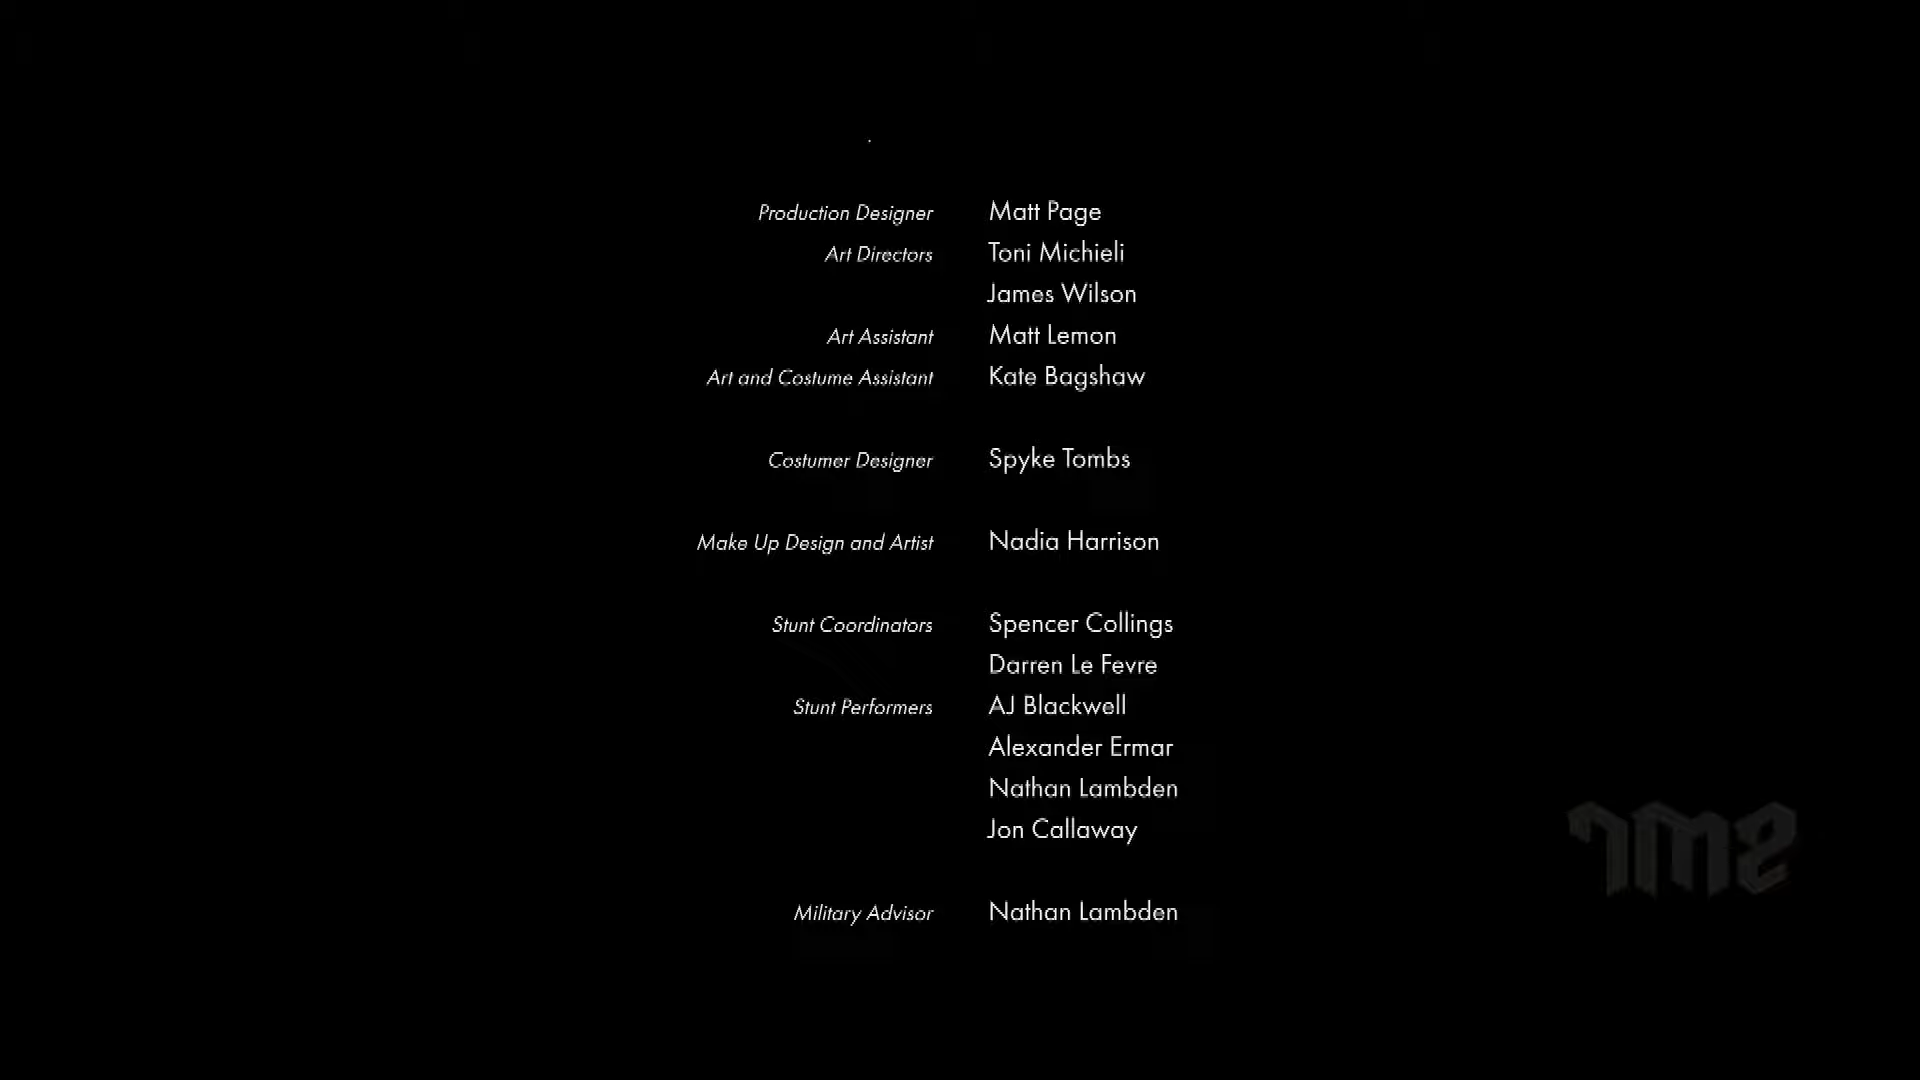 Production Designer Matt Page
Art Directors Toni Michieli
James Wilson
Art Assistant Matt Lemon
Art and Costume Assistant Kate Bagshaw
Costumer Designer Spyke Tombs
Make Up Design and Artist Nadia Harrison
Stunt Coordinators Spencer Collings
Darren Le Fevre
Stunt Performers AJ Blackwell
Alexander Ermar
Nathan Lambden
Jon Callaway
Military Advisor Nathan Lambden